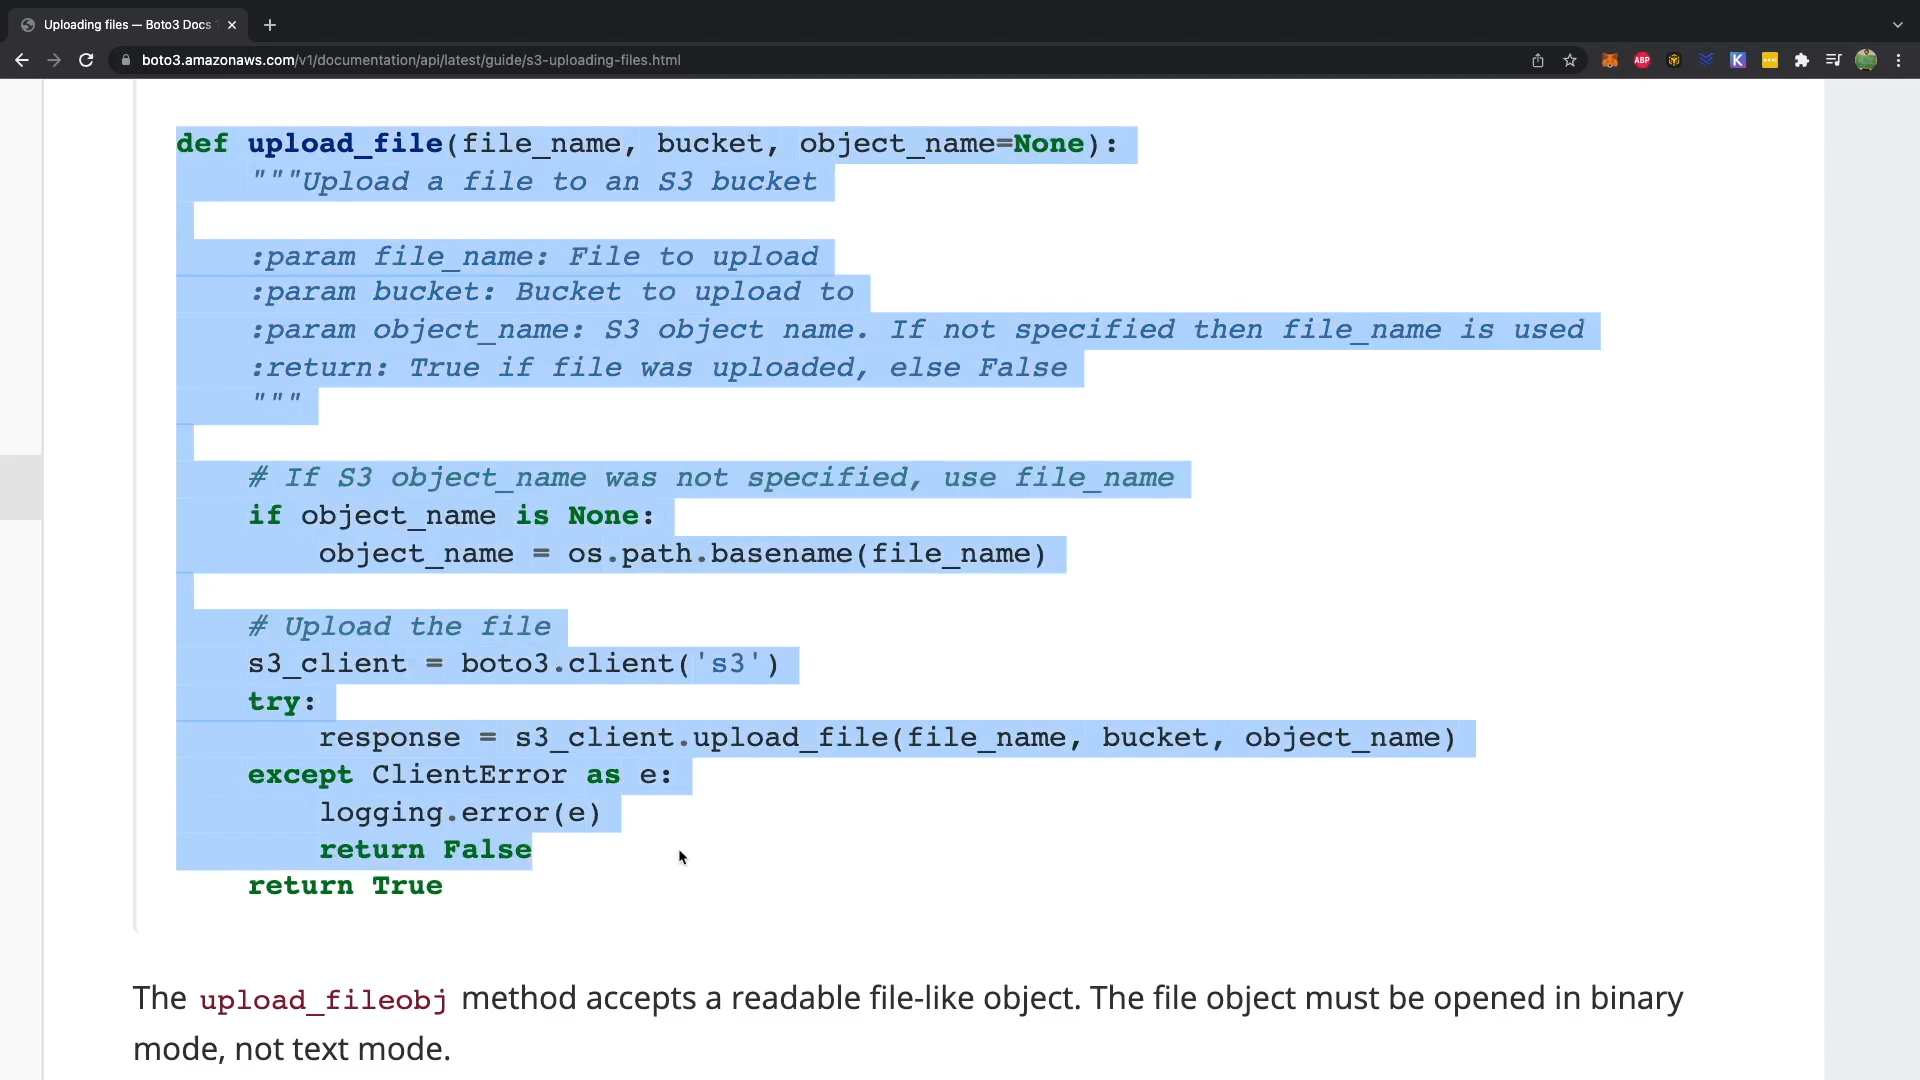 Uploading files — Boto3 Docs
boto3.amazonaws.com/v1/documentation/api/latest/guide/s3-uploading-files.html
ABP
K
def upload_file(file_name, bucket, object_name=None):
"""Upload a file to an S3 bucket
:param file_name: File to upload
:param bucket: Bucket to upload to
:param object_name: S3 object name. If not specified then file_name is used
:return: True if file was uploaded, else False
"""
# If S3 object_name was not specified, use file_name
if object_name is None:
object_name = os.path.basename(file_name)
# Upload the file
s3_client = boto3.client('s3')
try:
response = s3_client.upload_file(file_name, bucket, object_name)
except ClientError as e:
logging.error(e)
return False
return True
The upload_fileobj method accepts a readable file-like object. The file object must be opened in binary
mode, not text mode.